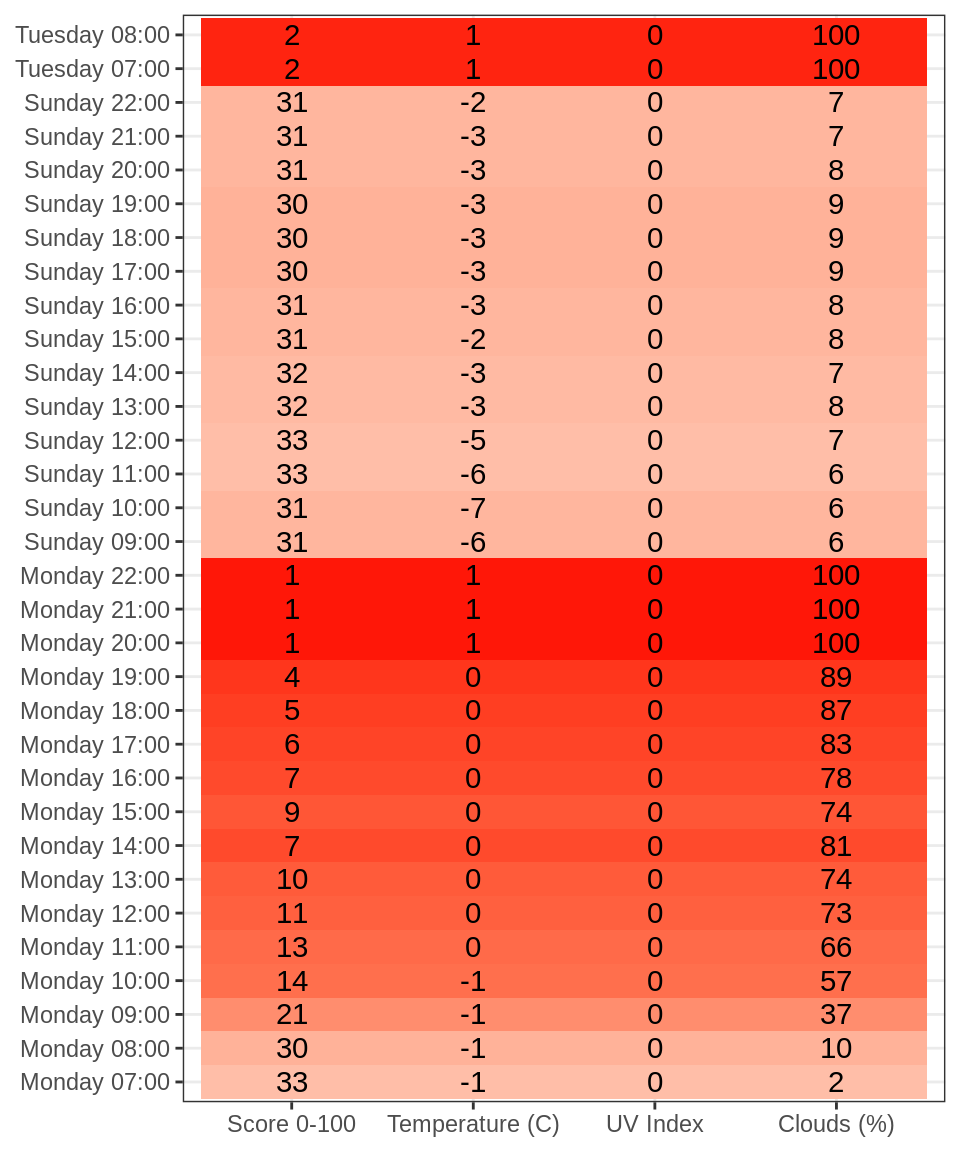 Tuesday 08:00 2 1 0 100
Tuesday 07:00 2 1 0 100
Sunday 22:00 31 -2 0 7
Sunday 21:00 31 -3 0 7
Sunday 20:00 31 -3 0 8
Sunday 19:00 30 -3 0 9
Sunday 18:00 30 -3 0 9
Sunday 17:00 30 -3 0 9
Sunday 16:00 31 -3 0 8
Sunday 15:00 31 -2 0 8
Sunday 14:00 32 -3 0 7
Sunday 13:00 32 -3 0 8
Sunday 12:00 33 -5 0 7
Sunday 11:00 33 -6 0 6
Sunday 10:00 31 -7 0 6
Sunday 09:00 31 -6 0 6
Monday 22:00 1 1 0 100
Monday 21:00 1 1 0 100
Monday 20:00 1 1 0 100
Monday 19:00 4 0 0 89
Monday 18:00 5 0 0 87
Monday 17:00 6 0 0 83
Monday 16:00 7 0 0 78
Monday 15:00 9 0 0 74
Monday 14:00 7 0 0 81
Monday 13:00 10 0 0 74
Monday 12:00 11 0 0 73
Monday 11:00 13 0 0 66
Monday 10:00 14 -1 0 57
Monday 09:00 21 -1 0 37
Monday 08:00 30 -1 0 10
Monday 07:00 33 -1 0 2
Score 0-100 Temperature (C) UV Index Clouds (%)